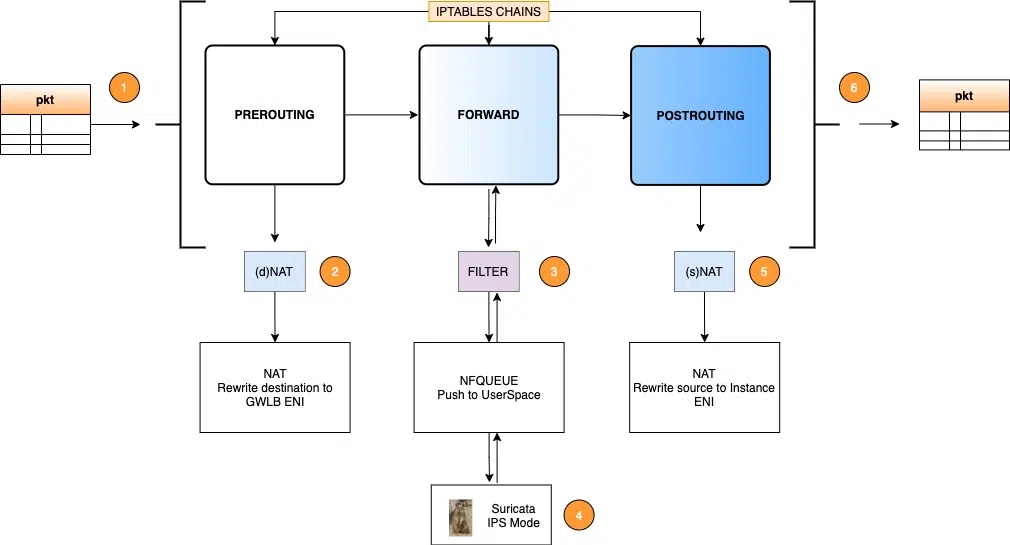 IPTABLES CHAINS
pkt
1
PREROUTING
FORWARD
POSTROUTING
6
pkt
(d)NAT
2
FILTER
3
(s)NAT
5
NAT
Rewrite destination to
GWLB ENI
NFQUEUE
Push to UserSpace
NAT
Rewrite source to Instance
ENI
Suricata
IPS Mode
4